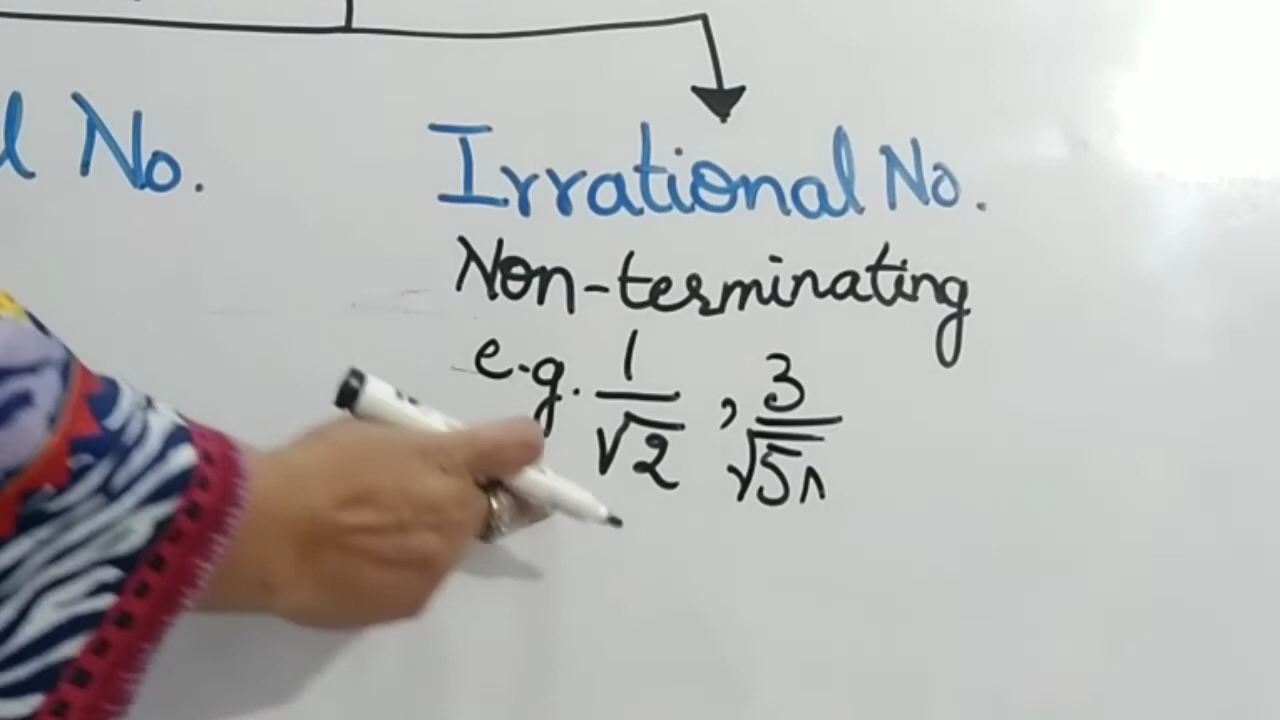 l No.
Irrational No.
Non-terminating
e.g. 1/√2 , 3/√5